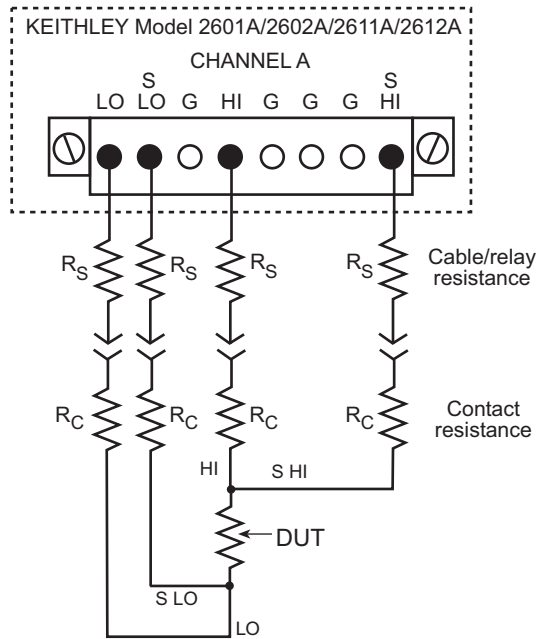 KEITHLEY Model 2601A/2602A/2611A/2612A
CHANNEL A
S S
LO LO G HI G G G HI
RS RS RS RS Cable/relay
resistance
RC RC RC RC Contact
resistance
HI S HI
DUT
S LO
LO